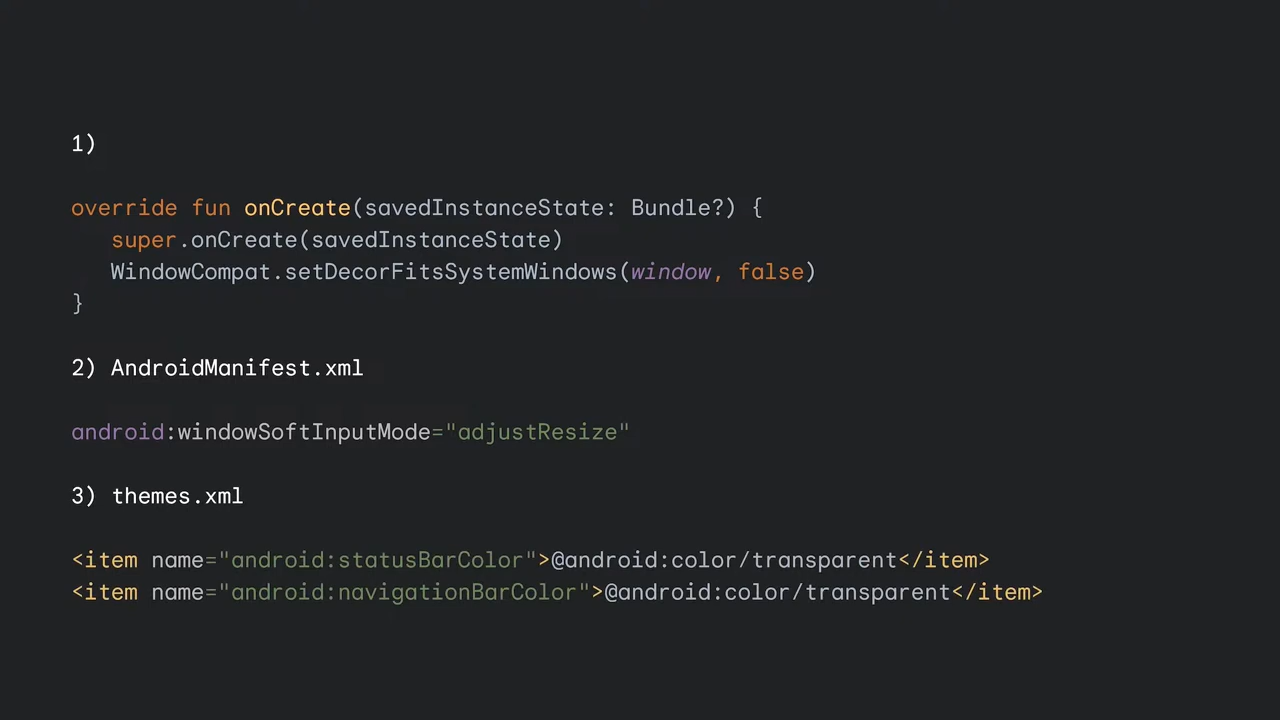 1)
override fun onCreate(savedInstanceState: Bundle?) {
super.onCreate(savedInstanceState)
WindowCompat.setDecorFitsSystemWindows(window, false)
}
2) AndroidManifest.xml
android:windowSoftInputMode="adjustResize"
3) themes.xml
<item name="android:statusBarColor">@android:color/transparent</item>
<item name="android:navigationBarColor">@android:color/transparent</item>